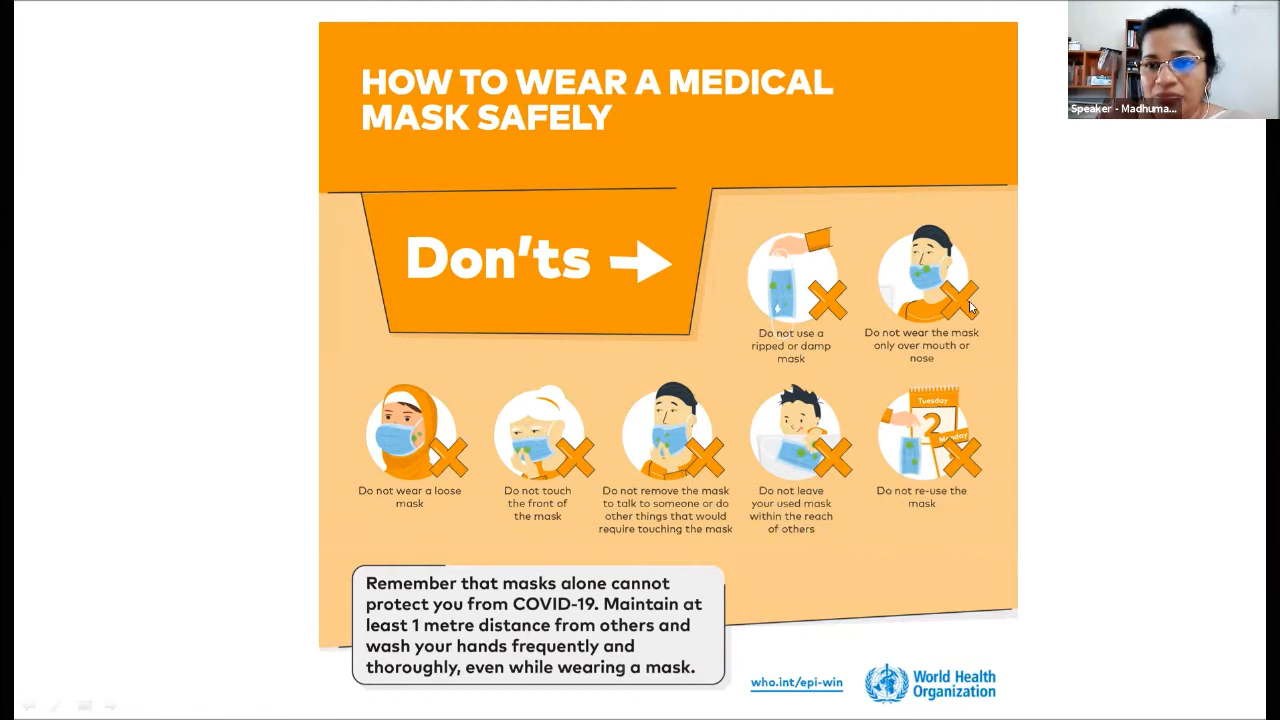 HOW TO WEAR A MEDICAL
MASK SAFELY
Speaker - Madhuma...
Don'ts
Do not use a
ripped or damp
mask
Do not wear the mask
only over mouth or
nose
Do not wear a loose
mask
Do not touch
the front of
the mask
Do not remove the mask
to talk to someone or do
other things that would
require touching the mask
Do not leave
your used mask
within the reach
of others
Tuesday
2
Monday
Do not re-use the
mask
Remember that masks alone cannot
protect you from COVID-19. Maintain at
least 1 metre distance from others and
wash your hands frequently and
thoroughly, even while wearing a mask.
who.int/epi-win
World Health
Organization